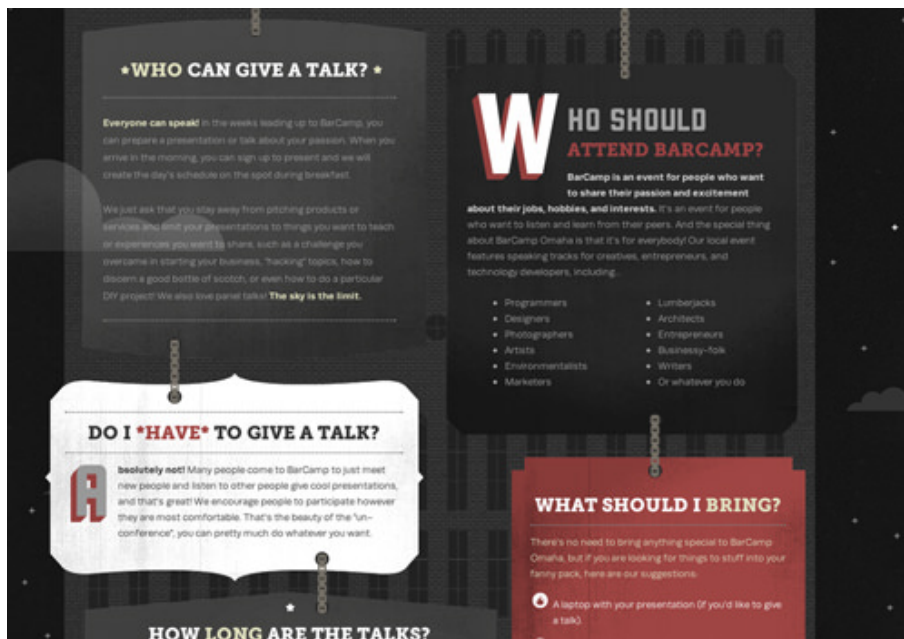 WHO CAN GIVE A TALK?
Everyone can speak! In the weeks leading up to BarCamp, you
can prepare a presentation or talk about your passion. When you
arrive in the morning, you can sign up to present and we will
create the day's schedule on the spot during breakfast.
We just ask that you stay away from pitching products or
services and limit your presentations to things you want to teach
or experiences you want to share, such as a challenge you
overcame in starting your business, "hacking" topics, how to
discern a good bottle of scotch, or even how to do a particular
DIY project! We also love panel talks! The sky is the limit.
WHO SHOULD
ATTEND BARCAMP?
BarCamp is an event for people who want
to share their passion and excitement
about their jobs, hobbies, and interests. It's an event for people
who want to listen and learn from their peers. And the special thing
about BarCamp Omaha is that it's for everybody! Our local event
features speaking tracks for creatives, entrepreneurs, and
technology developers, including...
• Programmers
• Designers
• Photographers
• Artists
• Environmentalists
• Marketers
• Lumberjacks
• Architects
• Entrepreneurs
• Businessy-folk
• Writers
• Or whatever you do
DO I *HAVE* TO GIVE A TALK?
Absolutely not! Many people come to BarCamp to just meet
new people and listen to other people give cool presentations,
and that's great! We encourage people to participate however
they are most comfortable. That's the beauty of the "un-
conference", you can pretty much do whatever you want.
WHAT SHOULD I BRING?
There's no need to bring anything special to BarCamp
Omaha, but if you are looking for things to stuff into your
fanny pack, here are our suggestions:
A laptop with your presentation (if you'd like to give
a talk).
HOW LONG ARE THE TALKS?